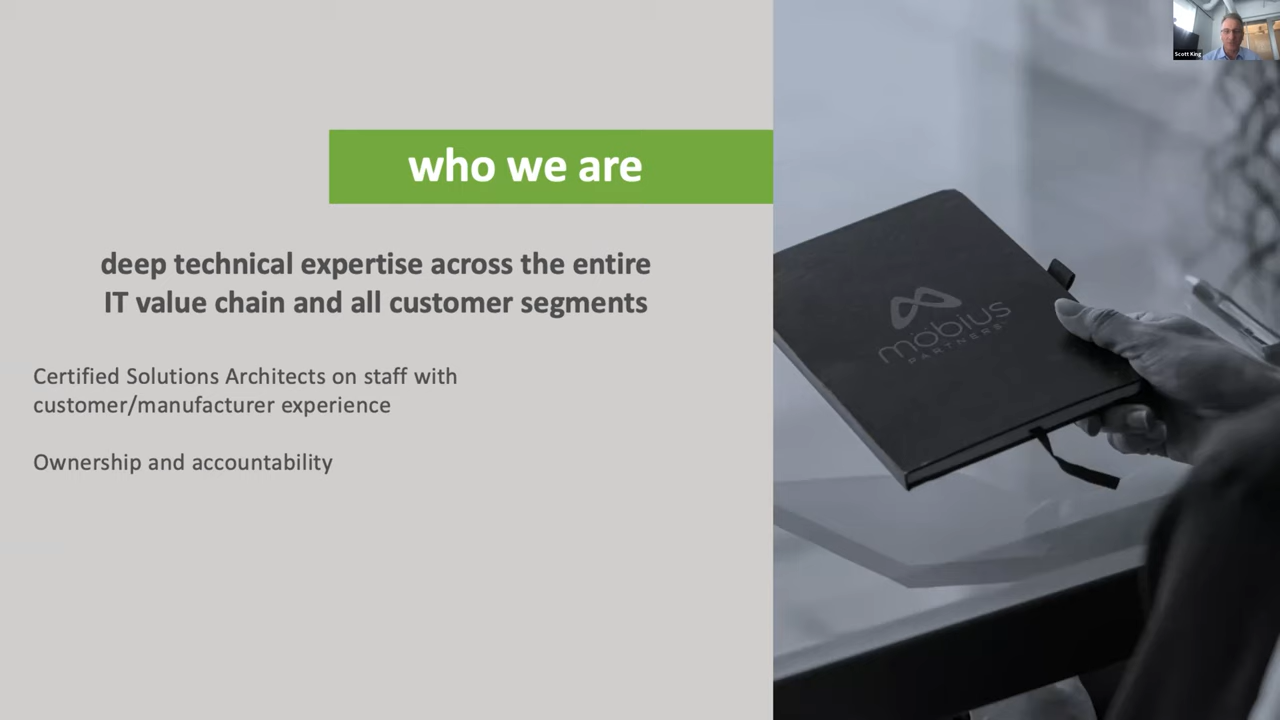 Scott King
who we are
deep technical expertise across the entire
IT value chain and all customer segments
Certified Solutions Architects on staff with
customer/manufacturer experience
Ownership and accountability
möbius
PARTNERS